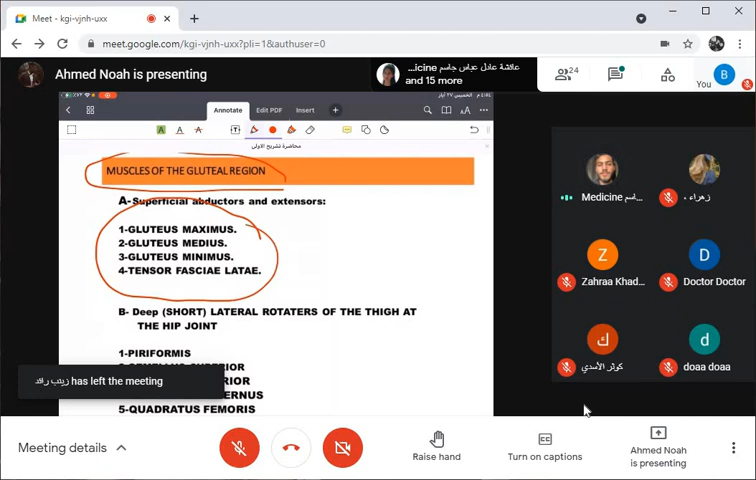 Meet - kgi-vjnh-uxx
meet.google.com/kgi-vjnh-uxx?pli=1&authuser=0
Ahmed Noah is presenting
عائشة عادل عباس جاسم icine...
and 15 more
24
You
B
Annotate
Edit PDF
Insert
محاضرة تشريح الاولى
MUSCLES OF THE GLUTEAL REGION
A-Superficial abductors and extensors:
1-GLUTEUS MAXIMUS.
2-GLUTEUS MEDIUS.
3-GLUTEUS MINIMUS.
4-TENSOR FASCIAE LATAE.
B- Deep (SHORT) LATERAL ROTATERS OF THE THIGH AT
THE HIP JOINT
1-PIRIFORMIS
RIOR
ERNUS
5-QUADRATUS FEMORIS
زينب رائد has left the meeting
Medicine جاسم...
زهراء .
Z
Zahraa Khad...
D
Doctor Doctor
ك
كوثر الأسدي
d
doaa doaa
Meeting details
Raise hand
Turn on captions
Ahmed Noah
is presenting